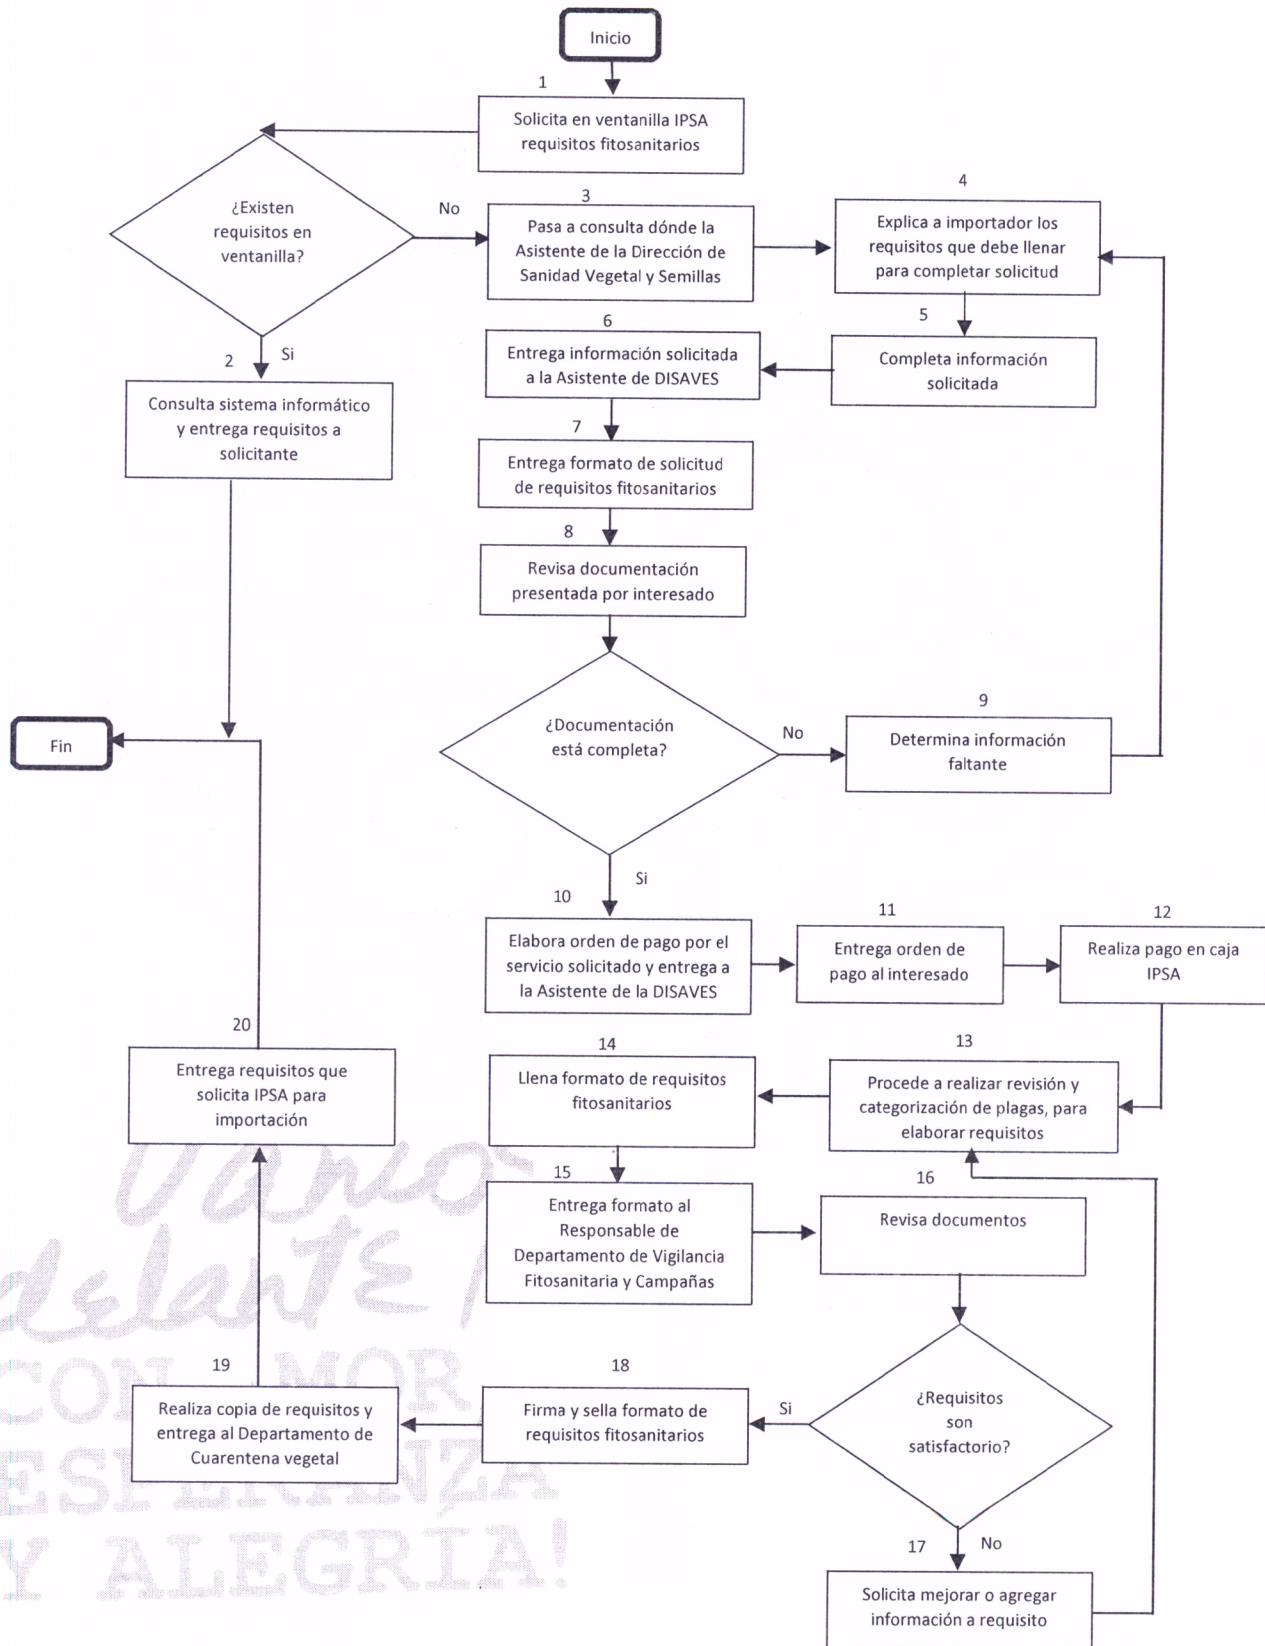 Inicio
1
Solicita en ventanilla IPSA
requisitos fitosanitarios
¿Existen
requisitos en
ventanilla?
No
3
Pasa a consulta dónde la
Asistente de la Dirección de
Sanidad Vegetal y Semillas
4
Explica a importador los
requisitos que debe llenar
para completar solicitud
Si
2
Consulta sistema informático
y entrega requisitos a
solicitante
5
Completa información
solicitada
6
Entrega información solicitada
a la Asistente de DISAVES
7
Entrega formato de solicitud
de requisitos fitosanitarios
8
Revisa documentación
presentada por interesado
¿Documentación
está completa?
No
9
Determina información
faltante
Fin
Si
10
Elabora orden de pago por el
servicio solicitado y entrega a
la Asistente de la DISAVES
11
Entrega orden de
pago al interesado
12
Realiza pago en caja
IPSA
13
Procede a realizar revisión y
categorización de plagas, para
elaborar requisitos
14
Llena formato de requisitos
fitosanitarios
15
Entrega formato al
Responsable de
Departamento de Vigilancia
Fitosanitaria y Campañas
16
Revisa documentos
¿Requisitos
son
satisfactorio?
No
17
Solicita mejorar o agregar
información a requisito
Si
18
Firma y sella formato de
requisitos fitosanitarios
19
Realiza copia de requisitos y
entrega al Departamento de
Cuarentena vegetal
20
Entrega requisitos que
solicita IPSA para
importación
CON
Y ALEGRÍA!